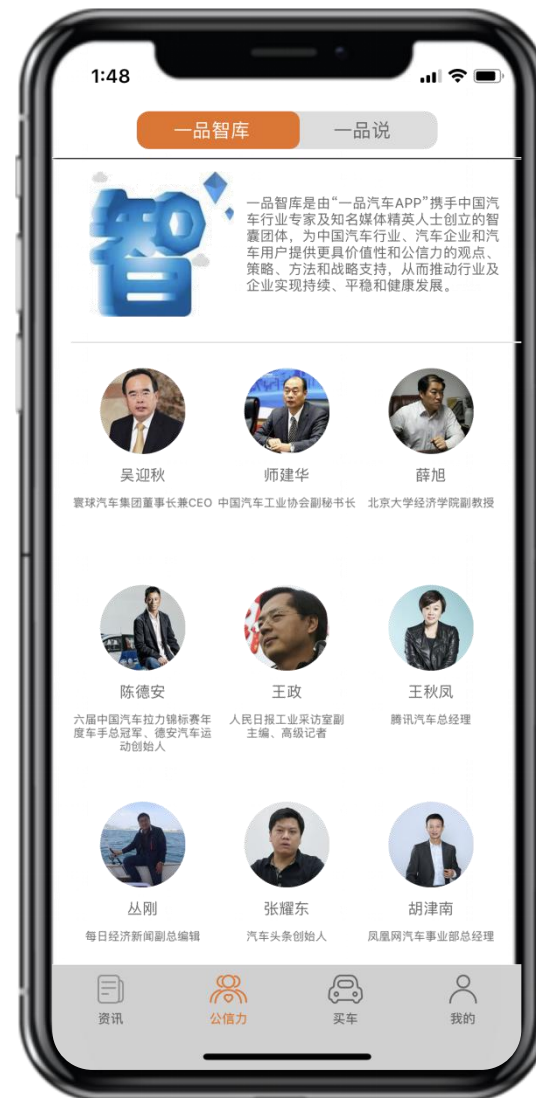 1:48
一品智库
一品说
智
一品智库是由“一品汽车APP”携手中国汽
车行业专家及知名媒体精英人士创立的智
囊团体，为中国汽车行业、汽车企业和汽
车用户提供更具价值性和公信力的观点、
策略、方法和战略支持，从而推动行业及
企业实现持续、平稳和健康发展。
吴迎秋
师建华
薛旭
寰球汽车集团董事长兼CEO
中国汽车工业协会副秘书长
北京大学经济学院副教授
陈德安
王政
王秋凤
六届中国汽车拉力锦标赛年
度车手总冠军、德安汽车运
动创始人
人民日报工业采访室副
主编、高级记者
腾讯汽车总经理
丛刚
张耀东
胡津南
每日经济新闻副总编辑
汽车头条创始人
凤凰网汽车事业部总经理
资讯
公信力
买车
我的